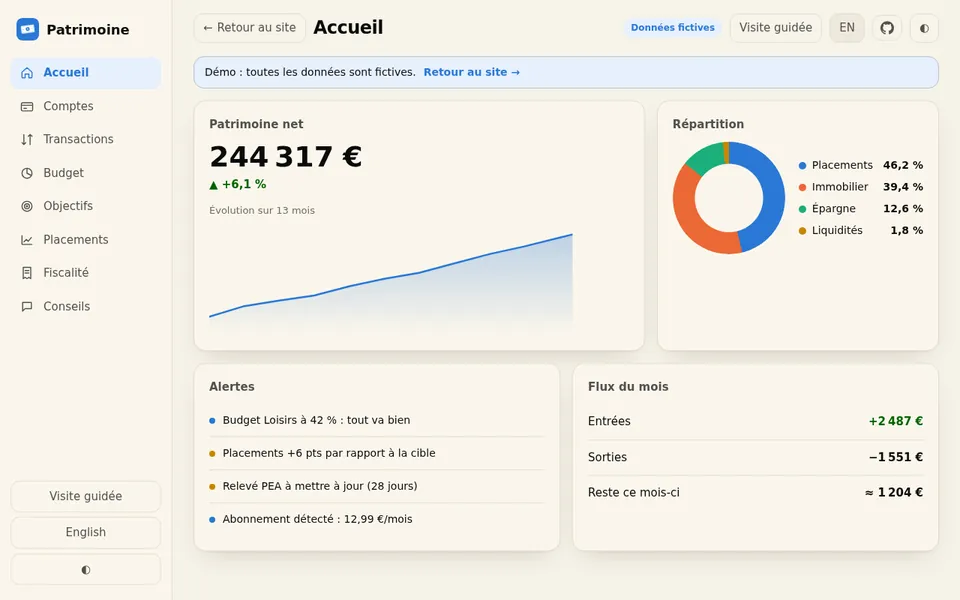 Patrimoine
Accueil
Comptes
Transactions
Budget
Objectifs
Placements
Fiscalité
Conseils
Visite guidée
English
← Retour au site
Accueil
Données fictives
Visite guidée
EN
Démo : toutes les données sont fictives. Retour au site →
Patrimoine net
244 317 €
▲ +6,1 %
Évolution sur 13 mois
Répartition
Placements 46,2 %
Immobilier 39,4 %
Épargne 12,6 %
Liquidités 1,8 %
Alertes
Budget Loisirs à 42 % : tout va bien
Placements +6 pts par rapport à la cible
Relevé PEA à mettre à jour (28 jours)
Abonnement détecté : 12,99 €/mois
Flux du mois
Entrées +2 487 €
Sorties −1 551 €
Reste ce mois-ci ≈ 1 204 €